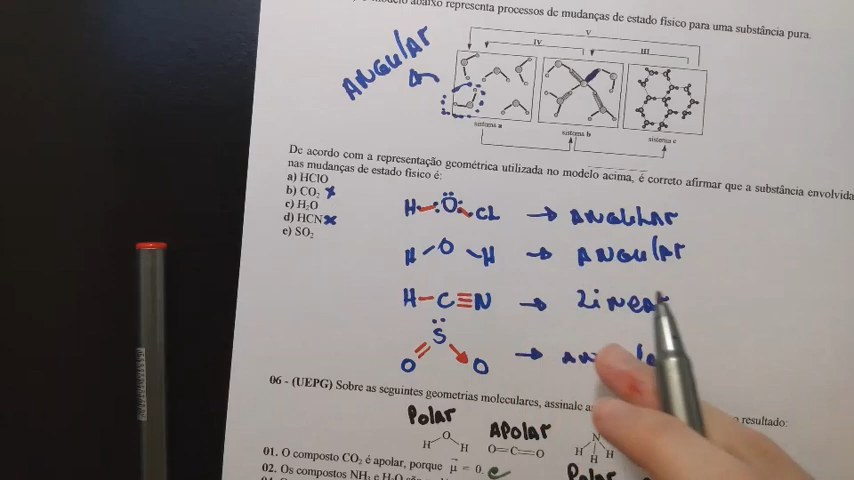 modelo abaixo representa processos de mudanças de estado físico para uma substância pura.
V
IV
III
ANGULAR
sistema a
sistema b
sistema c
De acordo com a representação geométrica utilizada no modelo acima, é correto afirmar que a substância envolvida
nas mudanças de estado físico é:
a) HClO
b) CO₂ x
c) H₂O
d) HCN x
e) SO₂
H O CL → ANGULAR
H O H → ANGULAR
H-C≡N → Linear
S
O O →
06 - (UEPG) Sobre as seguintes geometrias moleculares, assinale resultado:
Polar
APolar
H O H
O=C=O
N
H H H
Polar
01. O composto CO₂ é apolar, porque μ = 0. e
02. Os compostos NH₃ e H₂O